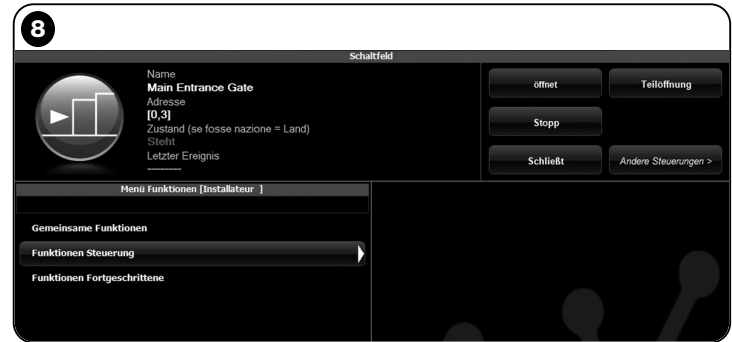 8
Schaltfeld
Name
Main Entrance Gate
Adresse
[0,3]
Zustand (se fosse nazione = Land)
Steht
Letzter Ereignis
--------
öffnet
Teilöffnung
Stopp
Schließt
Andere Steuerungen >
Menü Funktionen [Installateur ]
Gemeinsame Funktionen
Funktionen Steuerung
Funktionen Fortgeschrittene